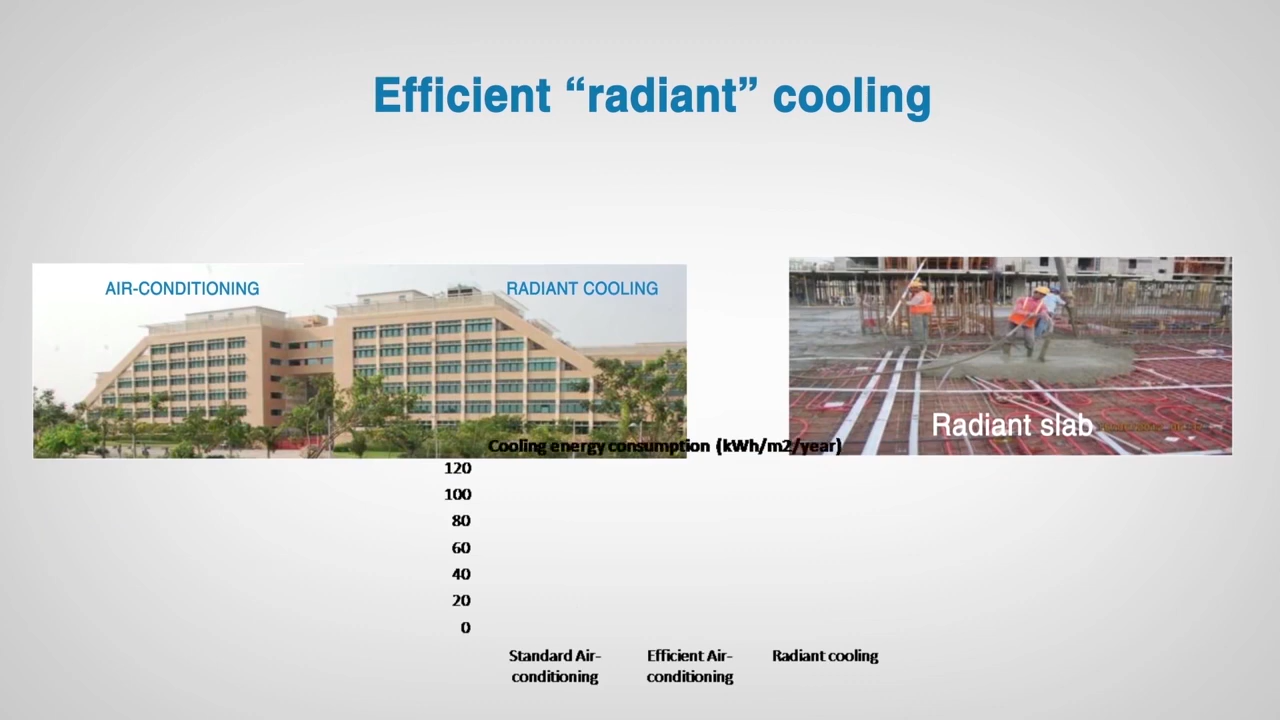 Efficient “radiant” cooling
AIR-CONDITIONING
RADIANT COOLING
Radiant slab
Cooling energy consumption (kWh/m2/year)
120
100
80
60
40
20
0
Standard Air-
conditioning
Efficient Air-
conditioning
Radiant cooling